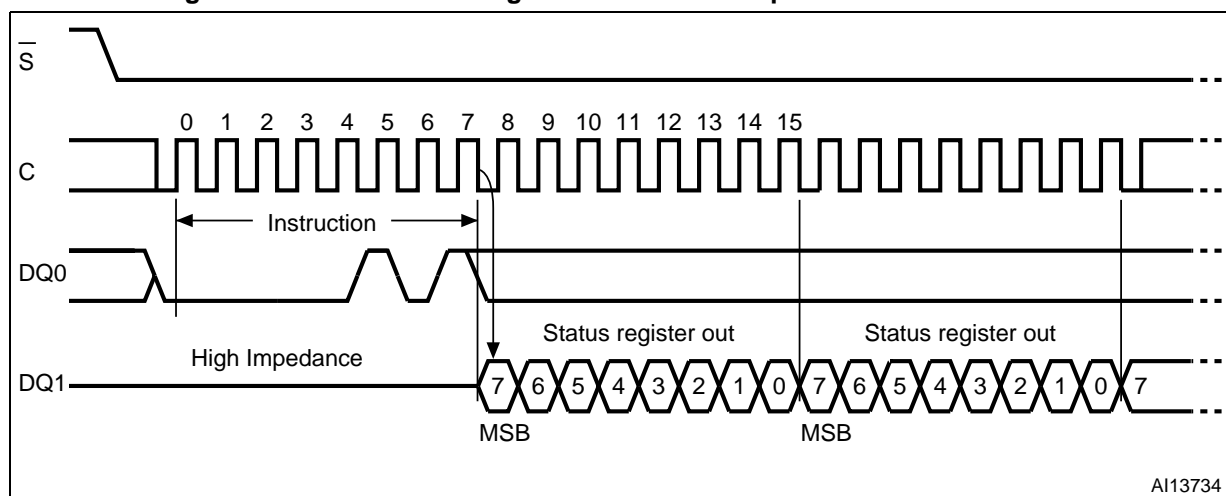 S
0 1 2 3 4 5 6 7 8 9 10 11 12 13 14 15
C
Instruction
DQ0
Status register out Status register out
High Impedance
DQ1
7 6 5 4 3 2 1 0 7 6 5 4 3 2 1 0 7
MSB MSB
AI13734